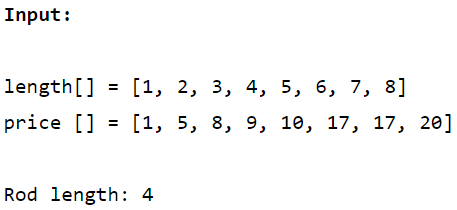 Input:
length[] = [1, 2, 3, 4, 5, 6, 7, 8]
price [] = [1, 5, 8, 9, 10, 17, 17, 20]
Rod length: 4